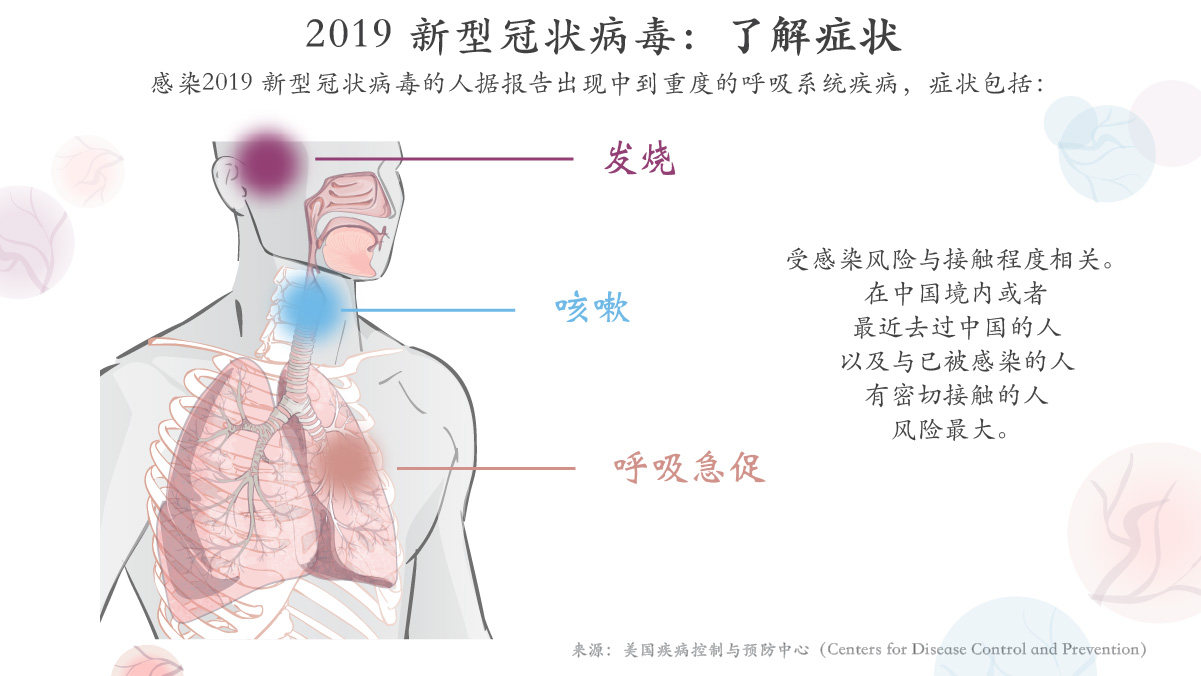 2019 新型冠状病毒：了解症状
感染2019 新型冠状病毒的人据报告出现中到重度的呼吸系统疾病，症状包括：
发烧
咳嗽
呼吸急促
受感染风险与接触程度相关。
在中国境内或者
最近去过中国的人
以及与已被感染的人
有密切接触的人
风险最大。
来源：美国疾病控制与预防中心（Centers for Disease Control and Prevention）